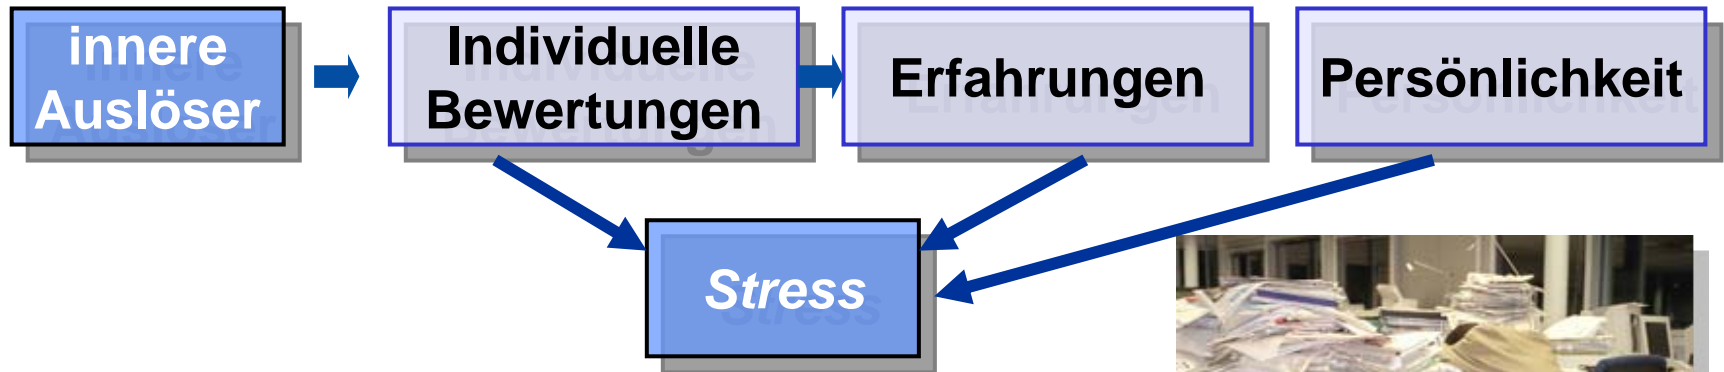 innere
Auslöser
Individuelle
Bewertungen
Erfahrungen
Persönlichkeit
Stress